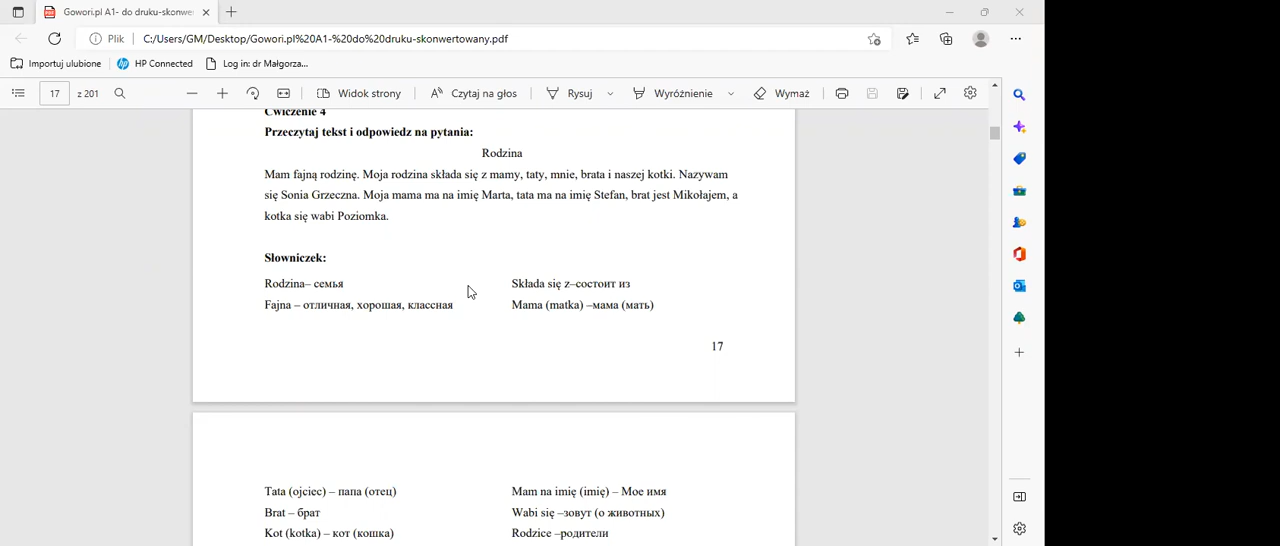 Gowori.pl A1- do druku-skonwer
Plik C:/Users/GM/Desktop/Gowori.pl%20A1-%20do%20druku-skonwertowany.pdf
Importuj ulubione HP Connected Log in: dr Małgorza...
17 z 201 Widok strony Czytaj na głos Rysuj Wyróżnienie Wymaż
Ćwiczenie 4
Przeczytaj tekst i odpowiedz na pytania:
Rodzina
Mam fajną rodzinę. Moja rodzina składa się z mamy, taty, mnie, brata i naszej kotki. Nazywam
się Sonia Grzeczna. Moja mama ma na imię Marta, tata ma na imię Stefan, brat jest Mikołajem, a
kotka się wabi Poziomka.
Słowniczek:
Rodzina– семья Składa się z–состоит из
Fajna – отличная, хорошая, классная Mama (matka) –мама (мать)
17
Tata (ojciec) – папа (отец) Mam na imię (imię) – Мое имя
Brat – брат Wabi się –зовут (о животных)
Kot (kotka) – кот (кошка) Rodzice –родители